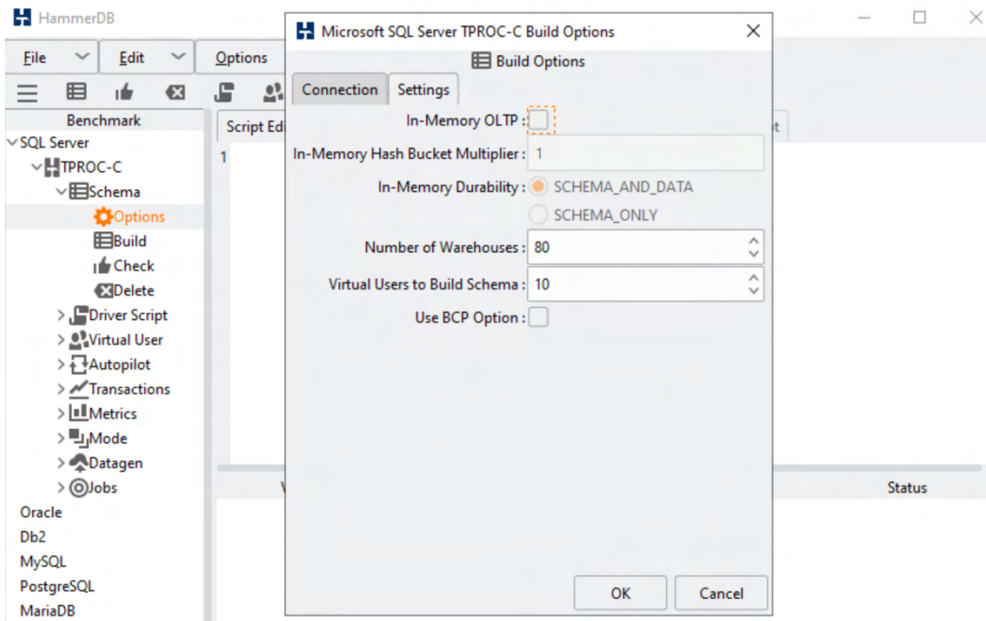 HammerDB
File
Edit
Options
Benchmark
SQL Server
TPROC-C
Schema
Options
Build
Check
Delete
Driver Script
Virtual User
Autopilot
Transactions
Metrics
Mode
Datagen
Jobs
Oracle
Db2
MySQL
PostgreSQL
MariaDB
Script Edi
1
Status
Microsoft SQL Server TPROC-C Build Options
Build Options
Connection
Settings
In-Memory OLTP :
In-Memory Hash Bucket Multiplier : 1
In-Memory Durability : SCHEMA_AND_DATA
SCHEMA_ONLY
Number of Warehouses : 80
Virtual Users to Build Schema : 10
Use BCP Option :
OK
Cancel